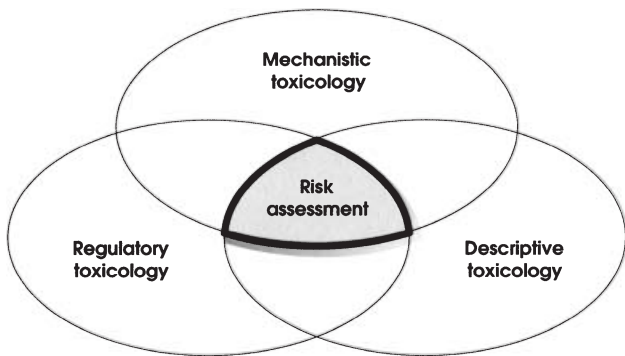 Mechanistic
toxicology
Risk
assessment
Regulatory
toxicology
Descriptive
toxicology